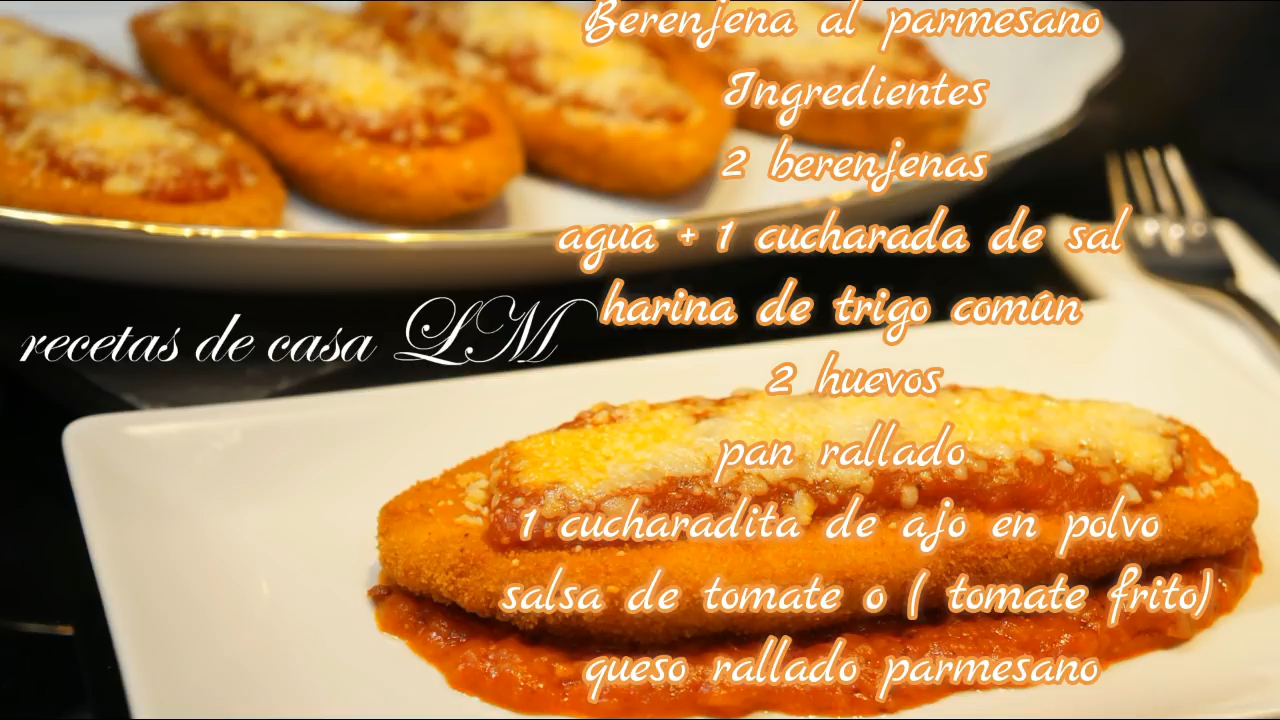 Berenjena al parmesano
Ingredientes
2 berenjenas
agua + 1 cucharada de sal
harina de trigo común
recetas de casa LM
2 huevos
pan rallado
1 cucharadita de ajo en polvo
salsa de tomate o ( tomate frito)
queso rallado parmesano